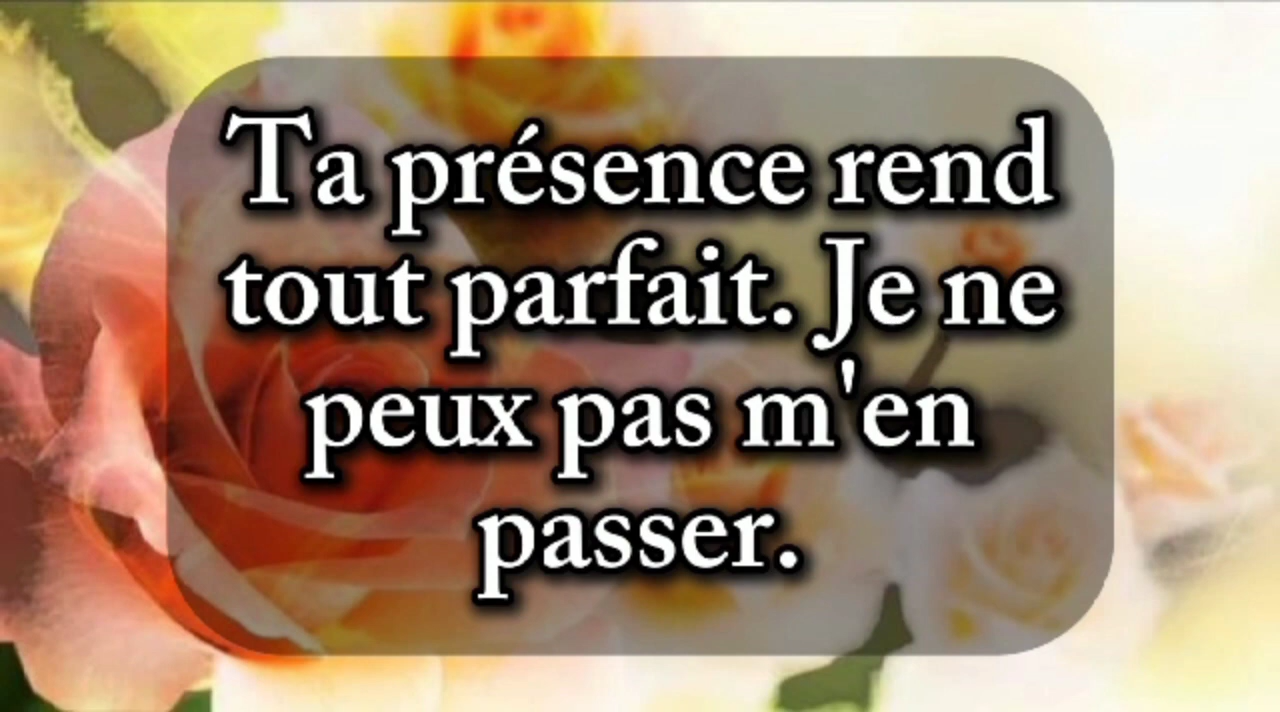 Ta présence rend
tout parfait. Je ne
peux pas m'en
passer.